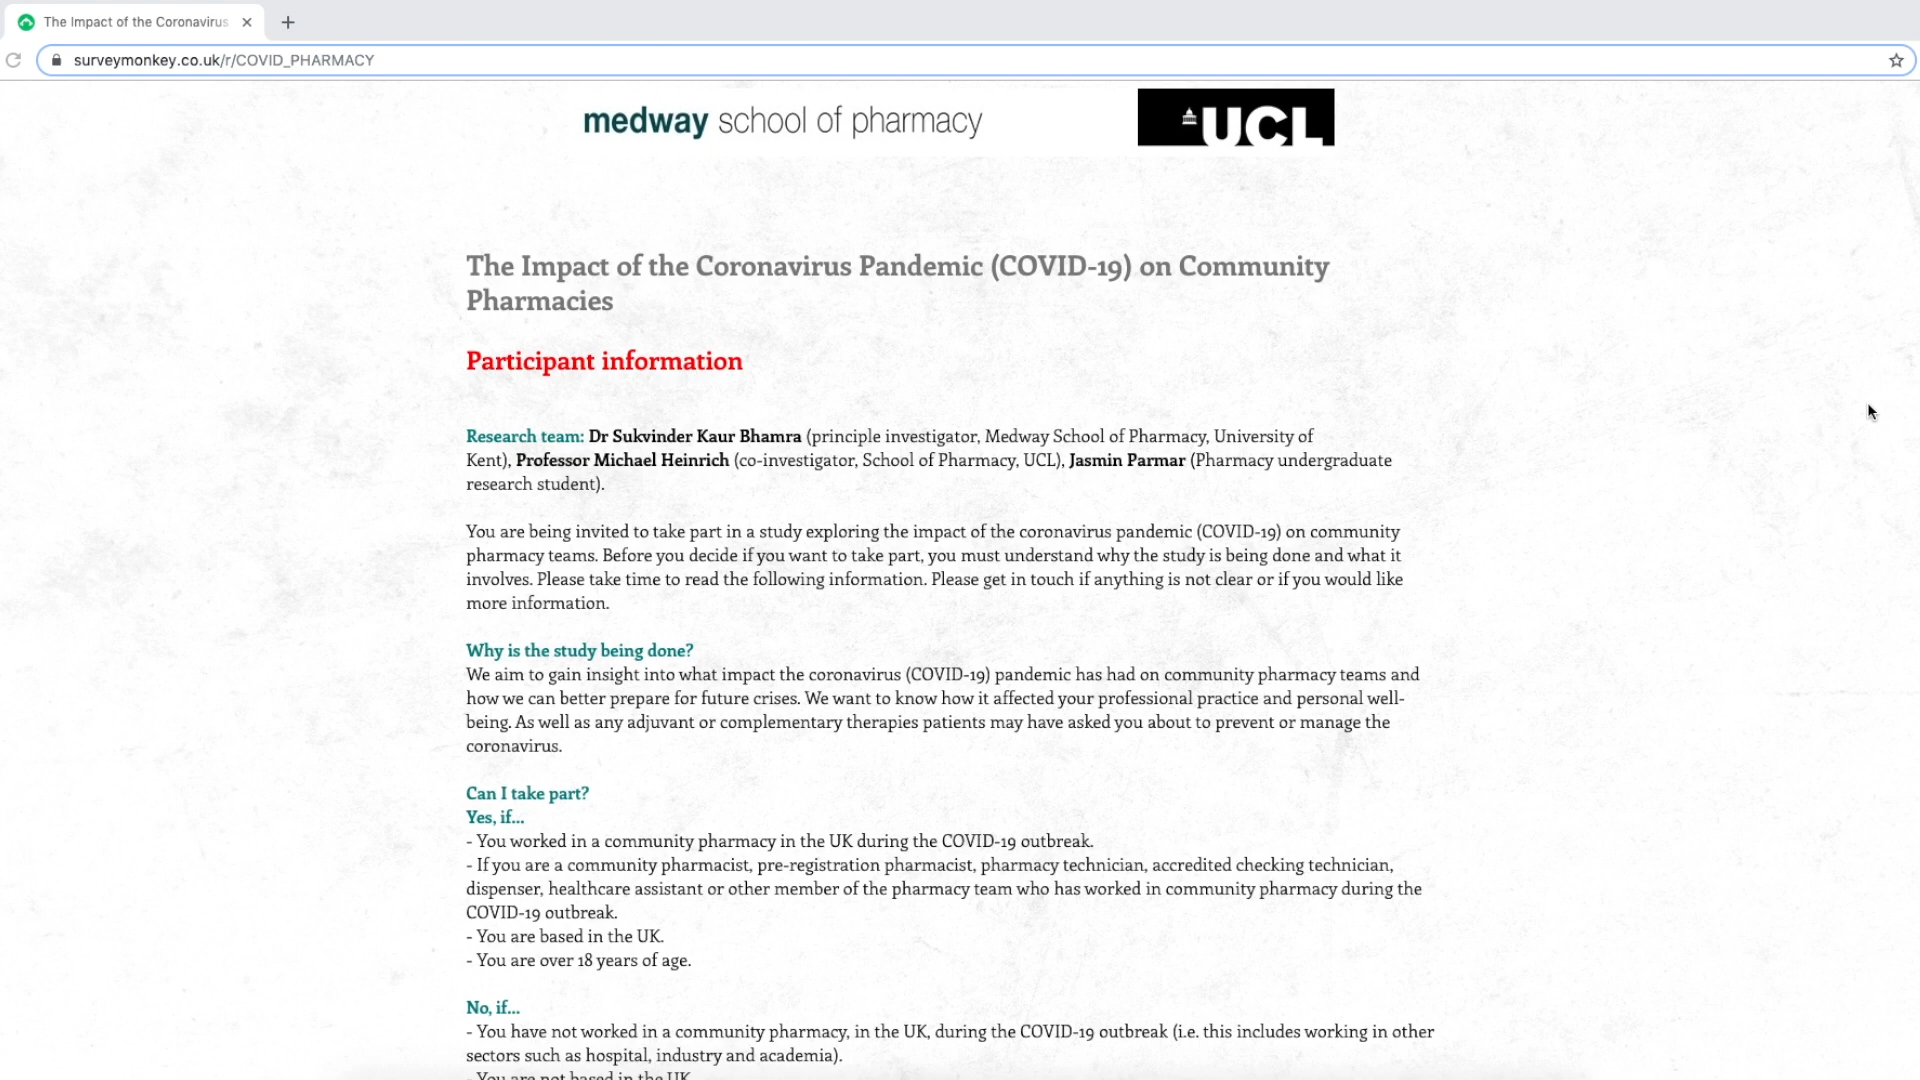 The Impact of the Coronavirus
surveymonkey.co.uk/r/COVID_PHARMACY
medway school of pharmacy
UCL
The Impact of the Coronavirus Pandemic (COVID-19) on Community
Pharmacies
Participant information
Research team: Dr Sukvinder Kaur Bhamra (principle investigator, Medway School of Pharmacy, University of
Kent), Professor Michael Heinrich (co-investigator, School of Pharmacy, UCL), Jasmin Parmar (Pharmacy undergraduate
research student).
You are being invited to take part in a study exploring the impact of the coronavirus pandemic (COVID-19) on community
pharmacy teams. Before you decide if you want to take part, you must understand why the study is being done and what it
involves. Please take time to read the following information. Please get in touch if anything is not clear or if you would like
more information.
Why is the study being done?
We aim to gain insight into what impact the coronavirus (COVID-19) pandemic has had on community pharmacy teams and
how we can better prepare for future crises. We want to know how it affected your professional practice and personal well-
being. As well as any adjuvant or complementary therapies patients may have asked you about to prevent or manage the
coronavirus.
Can I take part?
Yes, if...
- You worked in a community pharmacy in the UK during the COVID-19 outbreak.
- If you are a community pharmacist, pre-registration pharmacist, pharmacy technician, accredited checking technician,
dispenser, healthcare assistant or other member of the pharmacy team who has worked in community pharmacy during the
COVID-19 outbreak.
- You are based in the UK.
- You are over 18 years of age.
No, if...
- You have not worked in a community pharmacy, in the UK, during the COVID-19 outbreak (i.e. this includes working in other
sectors such as hospital, industry and academia).
- You are not based in the UK.